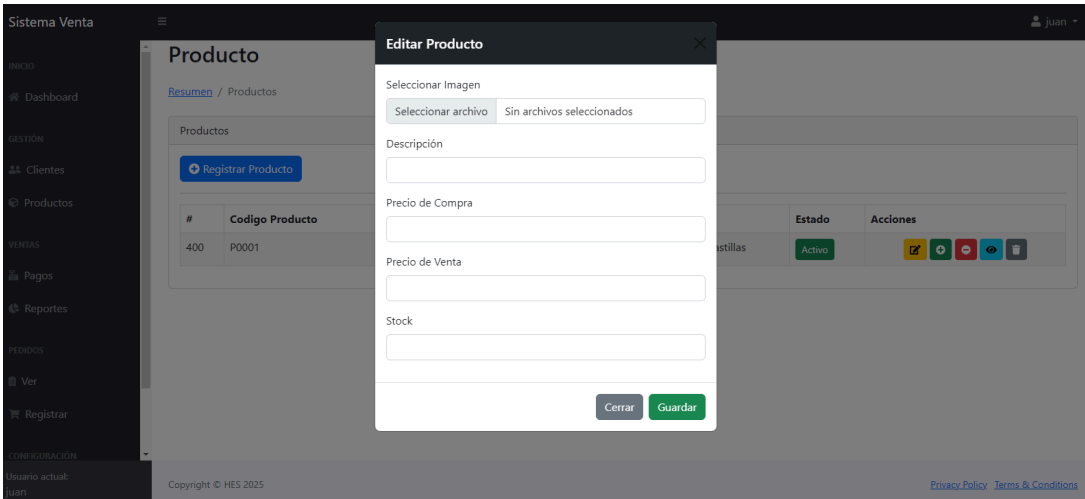 Sistema Venta
juan
INICIO
Dashboard
GESTIÓN
Clientes
Productos
VENTAS
Pagos
Reportes
PEDIDOS
Ver
Registrar
CONFIGURACIÓN
Usuario actual:
juan
Producto
Resumen / Productos
Productos
Registrar Producto
# Codigo Producto Estado Acciones
400 P0001 Activo
Editar Producto
Seleccionar Imagen
Seleccionar archivo Sin archivos seleccionados
Descripción
Precio de Compra
Precio de Venta
Stock
Cerrar Guardar
Copyright © HES 2025
Privacy Policy Terms & Conditions